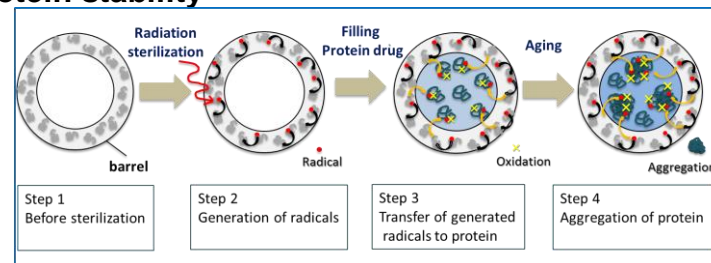 Radiation
sterilization
Filling
Protein drug
Aging
barrel
Radical
Oxidation
Aggregation
Step 1
Before sterilization
Step 2
Generation of radicals
Step 3
Transfer of generated
radicals to protein
Step 4
Aggregation of protein